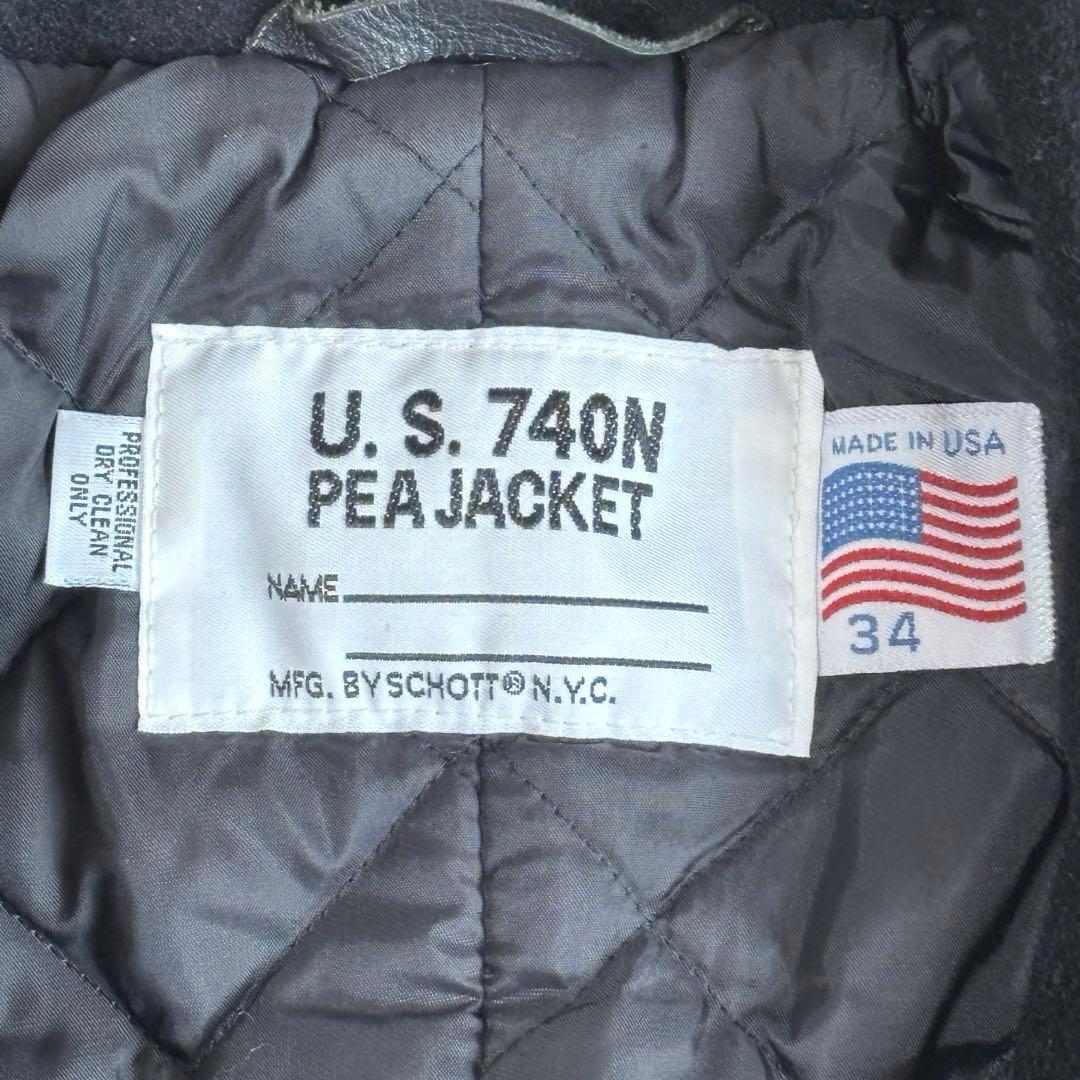 U. S. 740N
PEA JACKET
NAME
MFG. BY SCHOTT® N.Y.C.
PROFESSIONAL
DRY CLEAN
ONLY
MADE IN USA
34